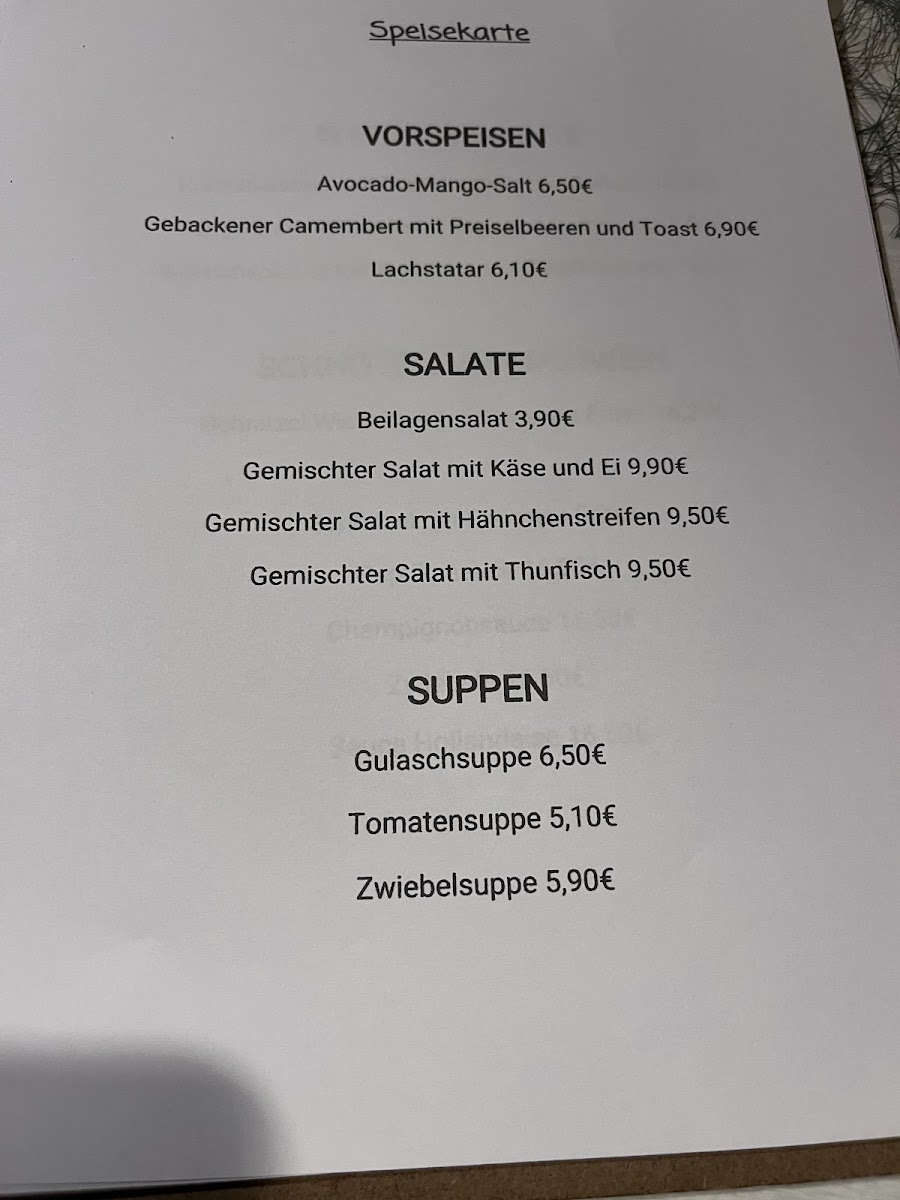 Speisekarte
VORSPEISEN
Avocado-Mango-Salt 6,50€
Gebackener Camembert mit Preiselbeeren und Toast 6,90€
Lachstatar 6,10€
SALATE
Beilagensalat 3,90€
Gemischter Salat mit Käse und Ei 9,90€
Gemischter Salat mit Hähnchenstreifen 9,50€
Gemischter Salat mit Thunfisch 9,50€
SUPPEN
Gulaschsuppe 6,50€
Tomatensuppe 5,10€
Zwiebelsuppe 5,90€